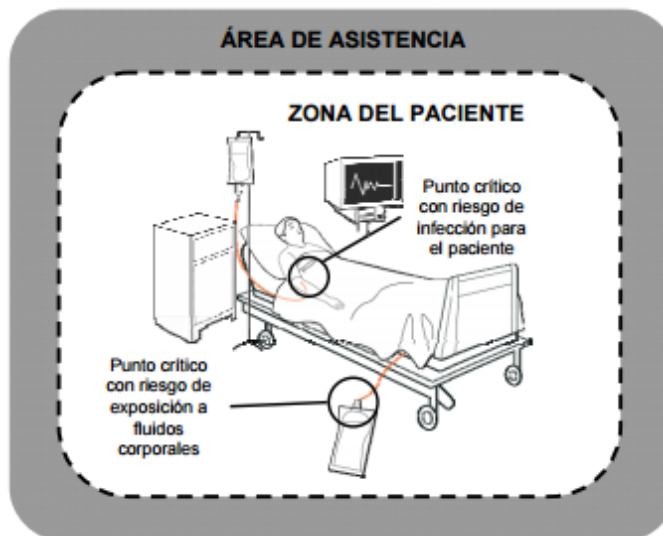 ÁREA DE ASISTENCIA
ZONA DEL PACIENTE
Punto crítico
con riesgo de
infección para
el paciente
Punto crítico
con riesgo de
exposición a
fluidos
corporales